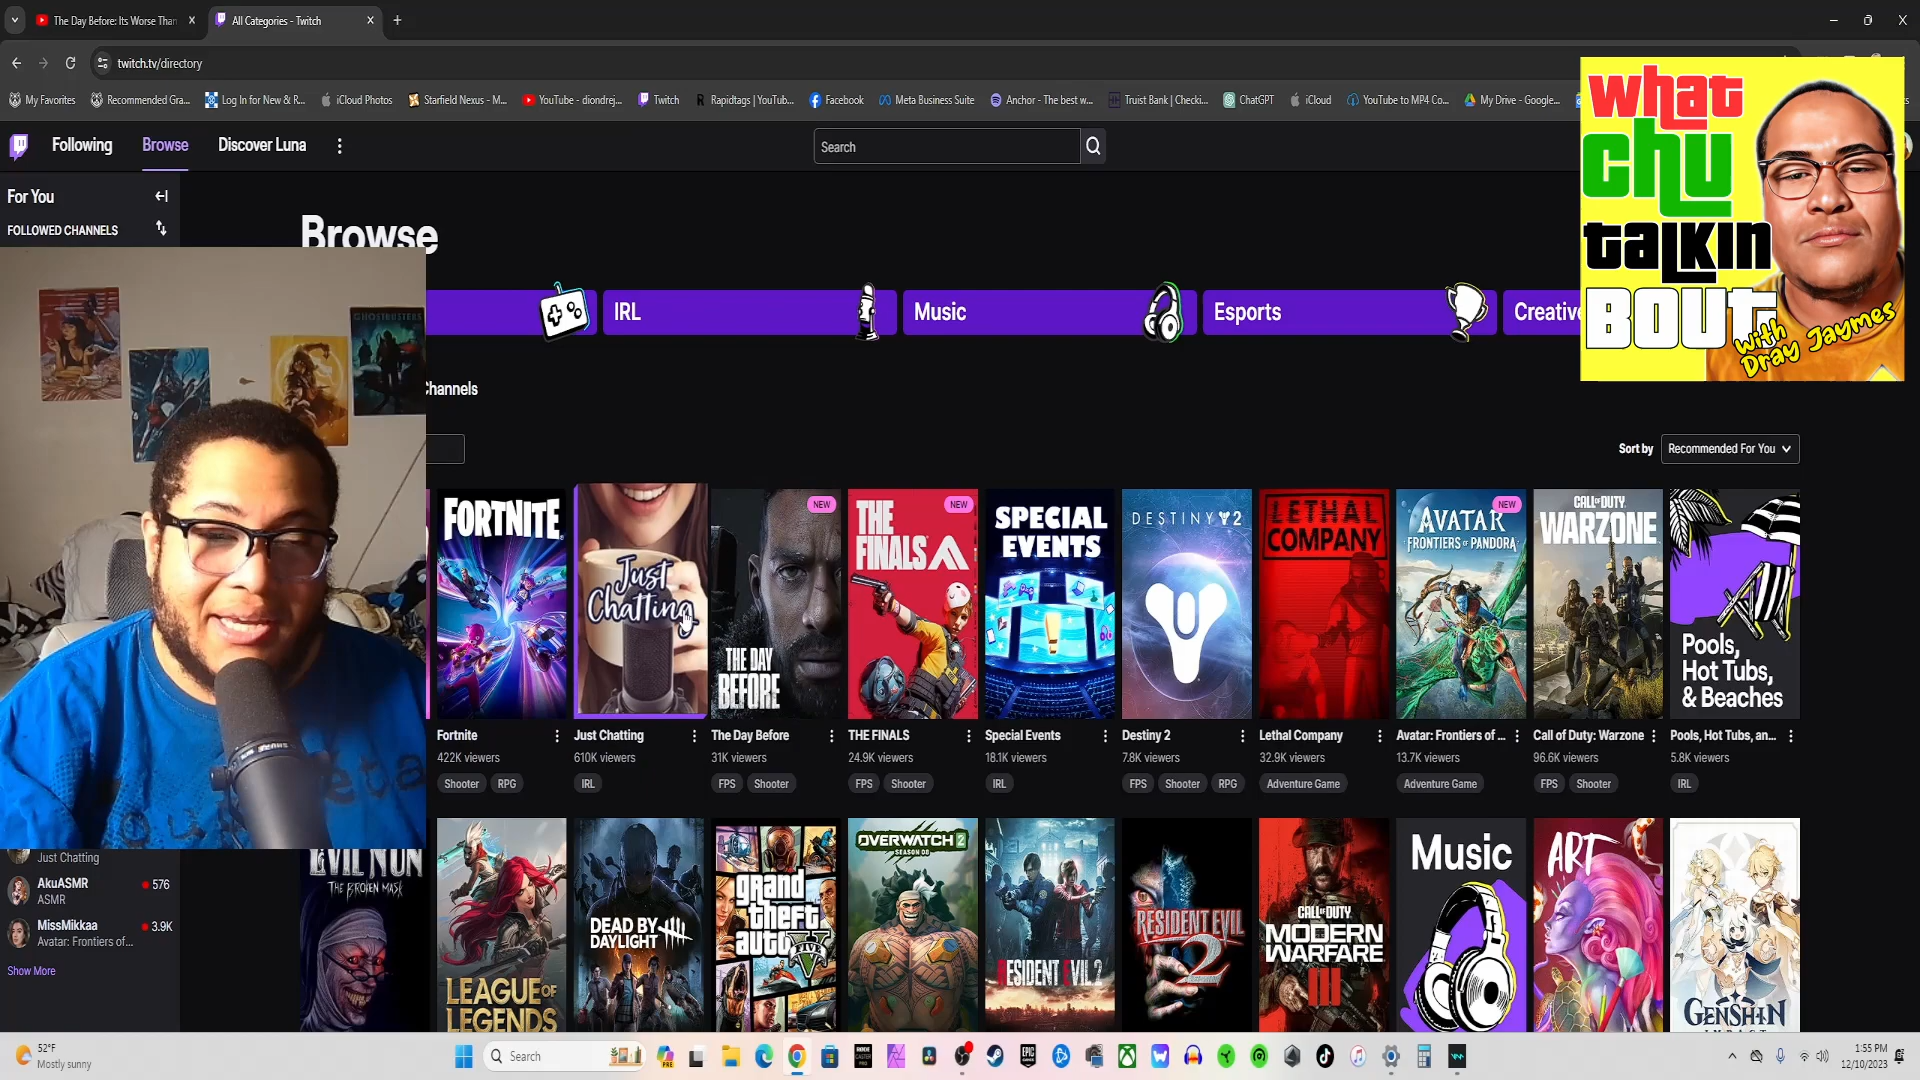 The Day Before: Its Worse Than
All Categories - Twitch
twitch.tv/directory
My Favorites
Recommended Gra...
Log In for New & R...
iCloud Photos
Starfield Nexus - M...
YouTube - diondrej...
Twitch
Rapidtags | YouTub...
Facebook
Meta Business Suite
Anchor - The best w...
Truist Bank | Checki...
ChatGPT
iCloud
YouTube to MP4 Co...
My Drive - Google...
what
chu
talkin
BOUT
with
Dray Jaymes
Following
Browse
Discover Luna
Search
For You
FOLLOWED CHANNELS
Browse
IRL
Music
Esports
Creative
Channels
Sort by
Recommended For You
GHOSTBUSTERS
FORTNITE
Just
Chatting
NEW
THE DAY
BEFORE
NEW
THE
FINALS
SPECIAL
EVENTS
DESTINY 2
LETHAL
COMPANY
NEW
AVATAR
FRONTIERS OF PANDORA
CALL OF DUTY
WARZONE
Pools,
Hot Tubs,
& Beaches
Fortnite
422K viewers
Shooter
RPG
Just Chatting
610K viewers
IRL
The Day Before
31K viewers
FPS
Shooter
THE FINALS
24.9K viewers
FPS
Shooter
Special Events
18.1K viewers
IRL
Destiny 2
7.8K viewers
FPS
Shooter
RPG
Lethal Company
32.9K viewers
Adventure Game
Avatar: Frontiers of ...
13.7K viewers
Adventure Game
Call of Duty: Warzone
96.6K viewers
FPS
Shooter
Pools, Hot Tubs, an...
5.8K viewers
IRL
Just Chatting
AkuASMR
576
ASMR
MissMikkaa
3.9K
Avatar: Frontiers of...
Show More
EVIL NUN
THE BROKEN MASK
LEAGUE OF
LEGENDS
DEAD BY
DAYLIGHT
grand
theft
auto
FIVE
OVERWATCH 2
SEASON 08
RESIDENT EVIL 2
RESIDENT EVIL
2
CALL OF DUTY
MODERN
WARFARE
III
Music
ART
GENSHIN
IMPACT
52°F
Mostly sunny
Search
PRE
1:55 PM
12/10/2023